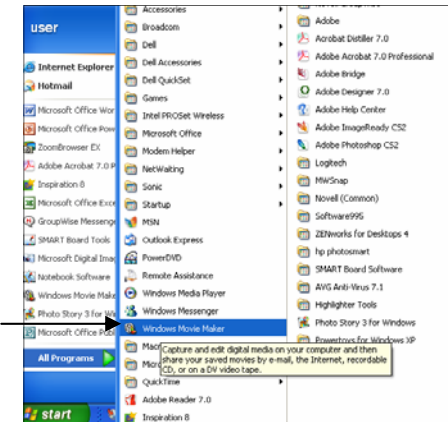 user
Internet Explorer
Hotmail
Microsoft Office Wor
Microsoft Office Pow
ZoomBrowser EX
Adobe Acrobat 7.0 P
Inspiration 8
Microsoft Office Exce
GroupWise Messenge
SMART Board Tools
Microsoft Digital Imag
Notebook Software
Windows Movie Make
Photo Story 3 for Win
Microsoft Office Pub
All Programs
start
Accessories
Broadcom
Dell
Dell Accessories
Dell QuickSet
Games
Intel PROSet Wireless
Microsoft Office
Modem Helper
NetWaiting
Sonic
Startup
MSN
Outlook Express
PowerDVD
Remote Assistance
Windows Media Player
Windows Messenger
Windows Movie Maker
Capture and edit digital media on your computer and then
share your saved movies by e-mail, the Internet, recordable
CD, or on a DV video tape.
QuickTime
Adobe Reader 7.0
Inspiration 8
Adobe
Acrobat Distiller 7.0
Adobe Acrobat 7.0 Professional
Adobe Bridge
Adobe Designer 7.0
Adobe Help Center
Adobe ImageReady CS2
Adobe Photoshop CS2
Logitech
MWSnap
Novell (Common)
Software995
ZENworks for Desktops 4
hp photosmart
SMART Board Software
AVG Anti-Virus 7.1
Highlighter Tools
Photo Story 3 for Windows
Powertoys for Windows XP